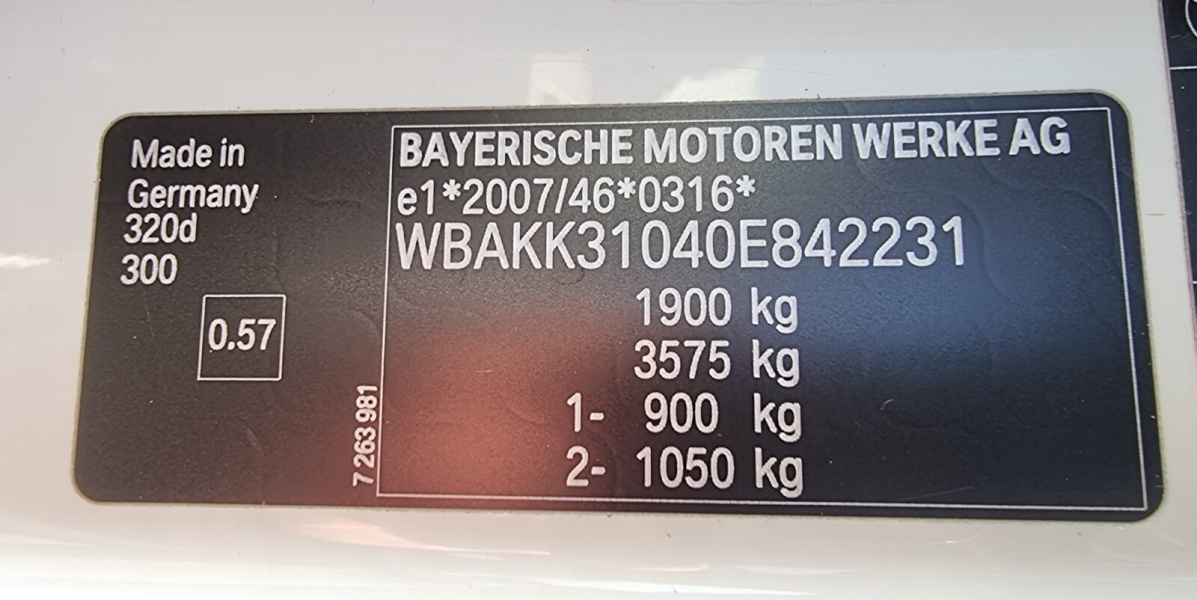 Made in
Germany
320d
300
0.57
7 263 981
BAYERISCHE MOTOREN WERKE AG
e1*2007/46*0316*
WBAKK31040E842231
1900 kg
3575 kg
1- 900 kg
2- 1050 kg